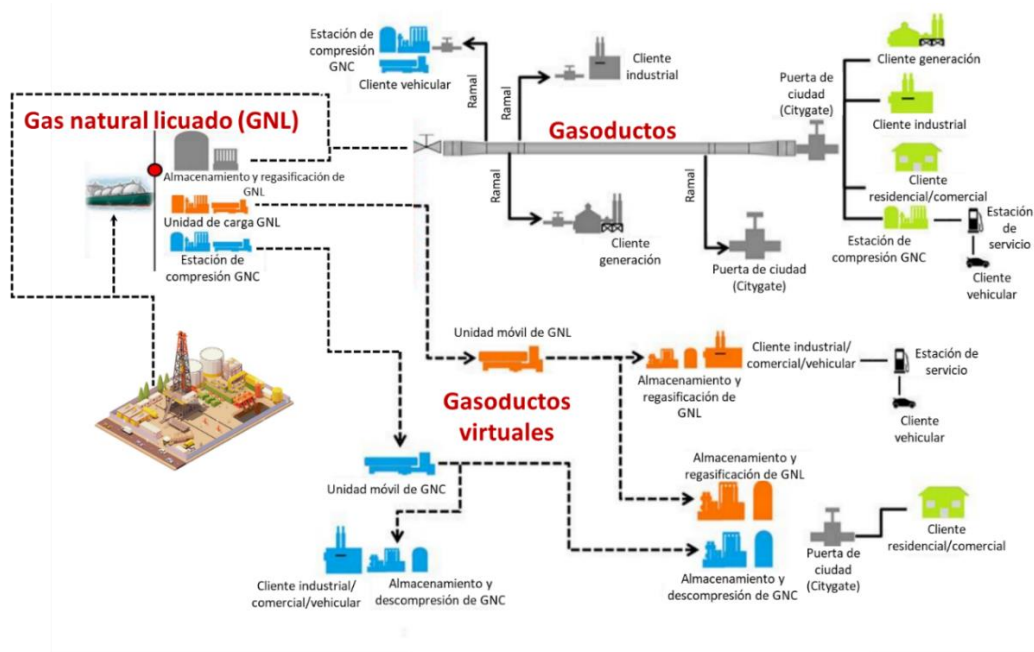 Estación de
compresión
GNC
Cliente vehicular
Ramal
Ramal
Cliente
industrial
Puerta de
ciudad
(Citygate)
Cliente generación
Cliente industrial
Gas natural licuado (GNL)
Gasoductos
Almacenamiento y regasificación de
GNL
Unidad de carga GNL
Estación de
compresión GNC
Ramal
Ramal
Cliente
generación
Puerta de ciudad
(Citygate)
Cliente
residencial/comercial
Estación de
compresión GNC
Estación
de
servicio
Cliente
vehicular
Unidad móvil de GNL
Almacenamiento y
regasificación de
GNL
Cliente industrial/
comercial/vehicular
Estación de
servicio
Cliente
vehicular
Gasoductos
virtuales
Unidad móvil de GNC
Almacenamiento y
regasificación de GNL
Cliente industrial/
comercial/vehicular
Almacenamiento y
descompresión de GNC
Almacenamiento y
descompresión de GNC
Puerta de
ciudad
(Citygate)
Cliente
residencial/comercial